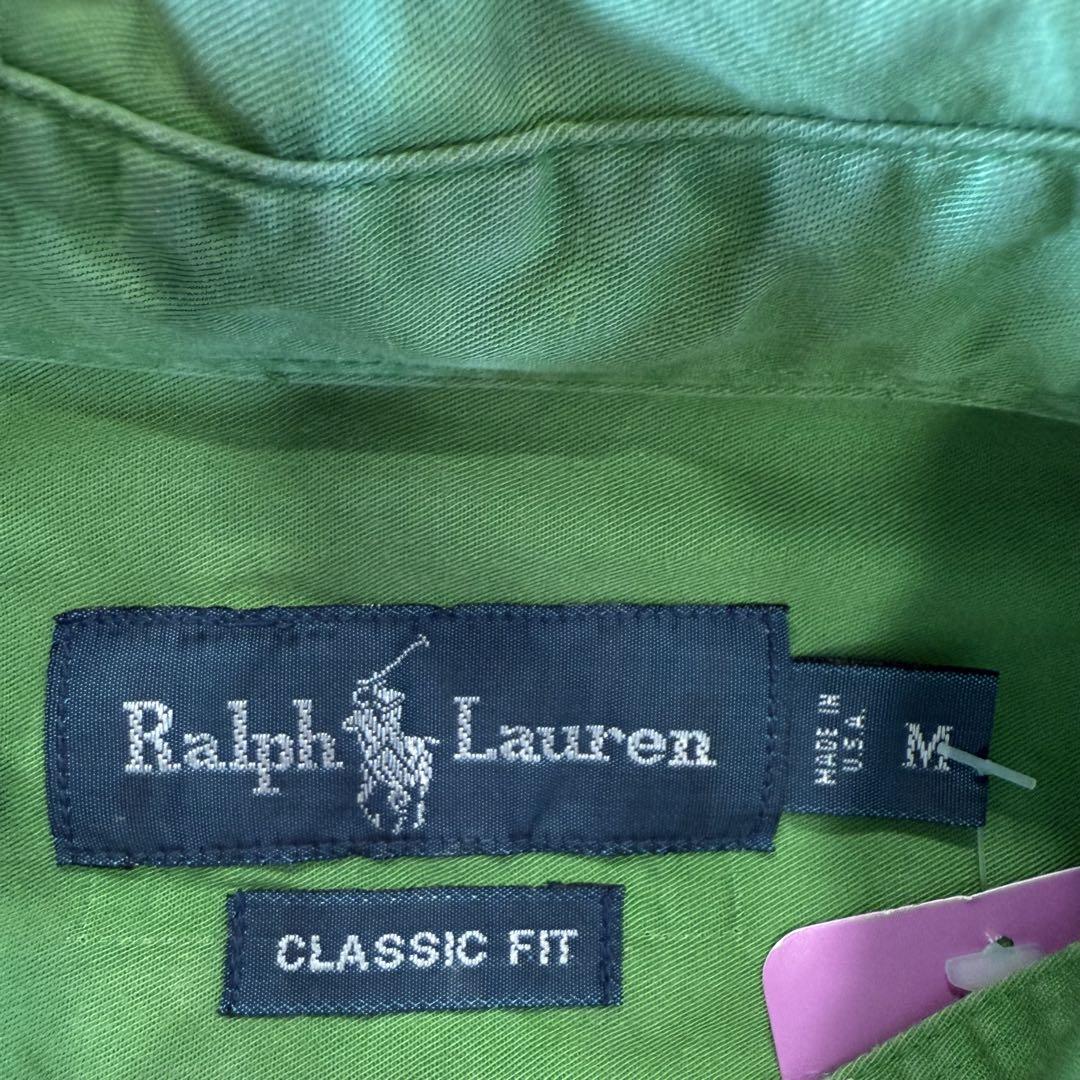 Ralph Lauren
MADE IN
U.S.A.
M
CLASSIC FIT